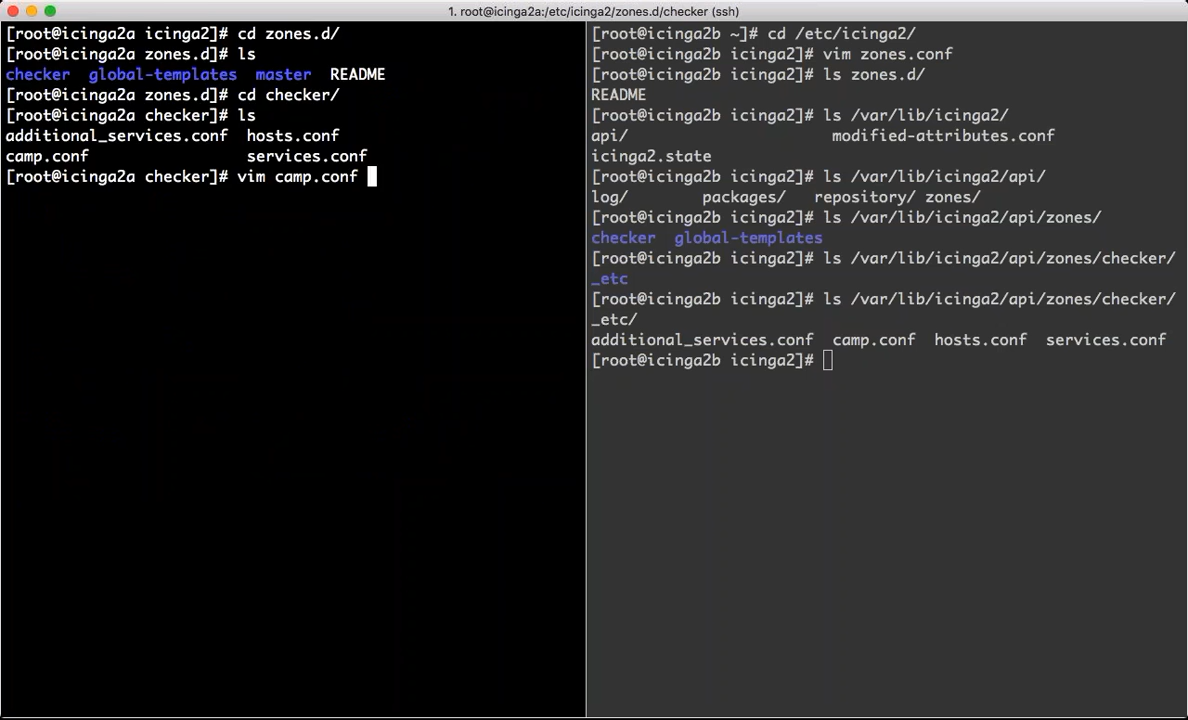 1. root@icinga2a:/etc/icinga2/zones.d/checker (ssh)
[root@icinga2a icinga2]# cd zones.d/
[root@icinga2a zones.d]# ls
checker global-templates master README
[root@icinga2a zones.d]# cd checker/
[root@icinga2a checker]# ls
additional_services.conf hosts.conf
camp.conf services.conf
[root@icinga2a checker]# vim camp.conf
[root@icinga2b ~]# cd /etc/icinga2/
[root@icinga2b icinga2]# vim zones.conf
[root@icinga2b icinga2]# ls zones.d/
README
[root@icinga2b icinga2]# ls /var/lib/icinga2/
api/ modified-attributes.conf
icinga2.state
[root@icinga2b icinga2]# ls /var/lib/icinga2/api/
log/ packages/ repository/ zones/
[root@icinga2b icinga2]# ls /var/lib/icinga2/api/zones/
checker global-templates
[root@icinga2b icinga2]# ls /var/lib/icinga2/api/zones/checker/
_etc
[root@icinga2b icinga2]# ls /var/lib/icinga2/api/zones/checker/
_etc/
additional_services.conf camp.conf hosts.conf services.conf
[root@icinga2b icinga2]#